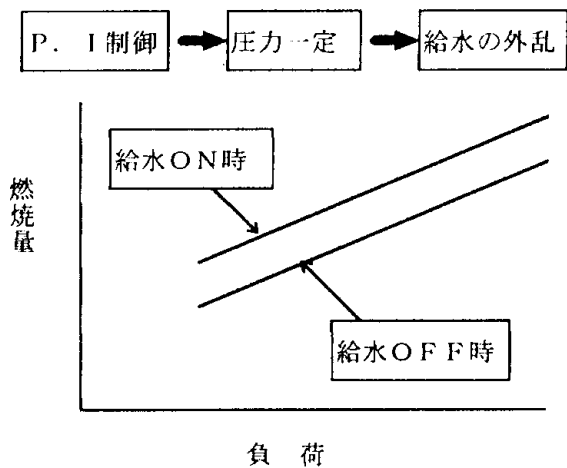 P．I制御
圧力一定
給水の外乱
給水ON時
燃焼量
給水OFF時
負 荷